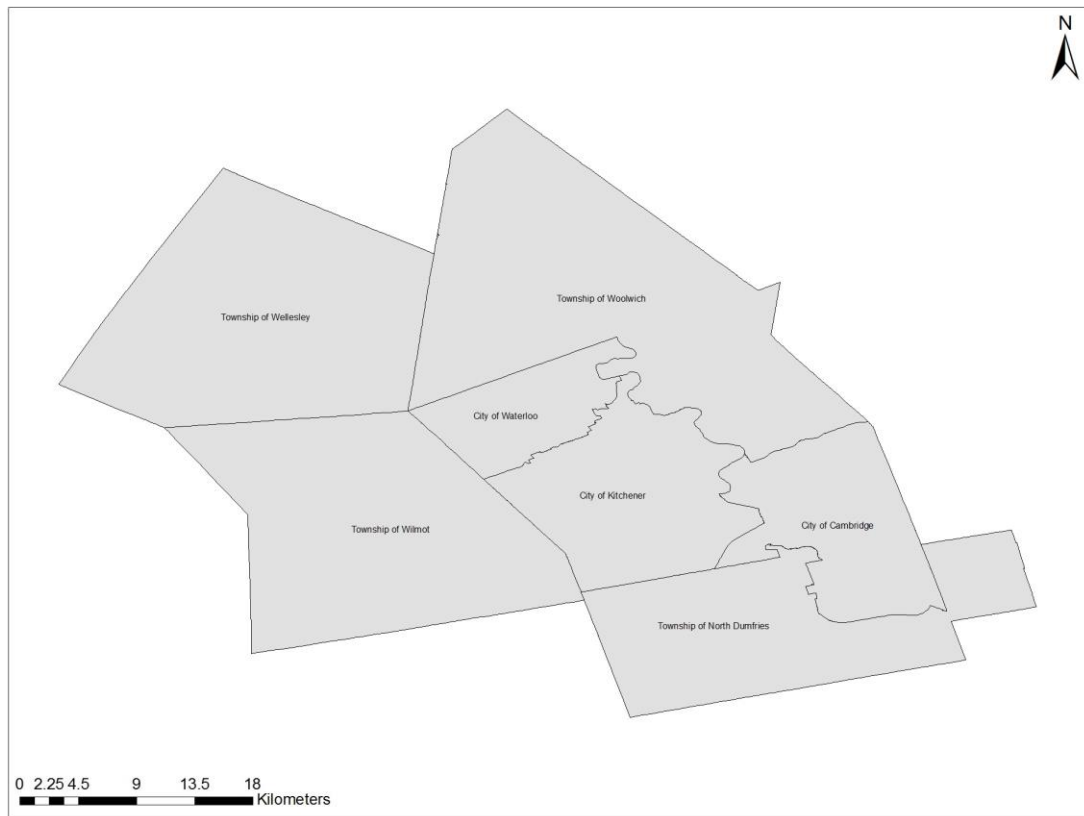 N
Township of Woolwich
Township of Wellesley
City of Waterloo
City of Kitchener
Township of Wilmot
City of Cambridge
Township of North Dumfries
0 2.25 4.5 9 13.5 18
Kilometers